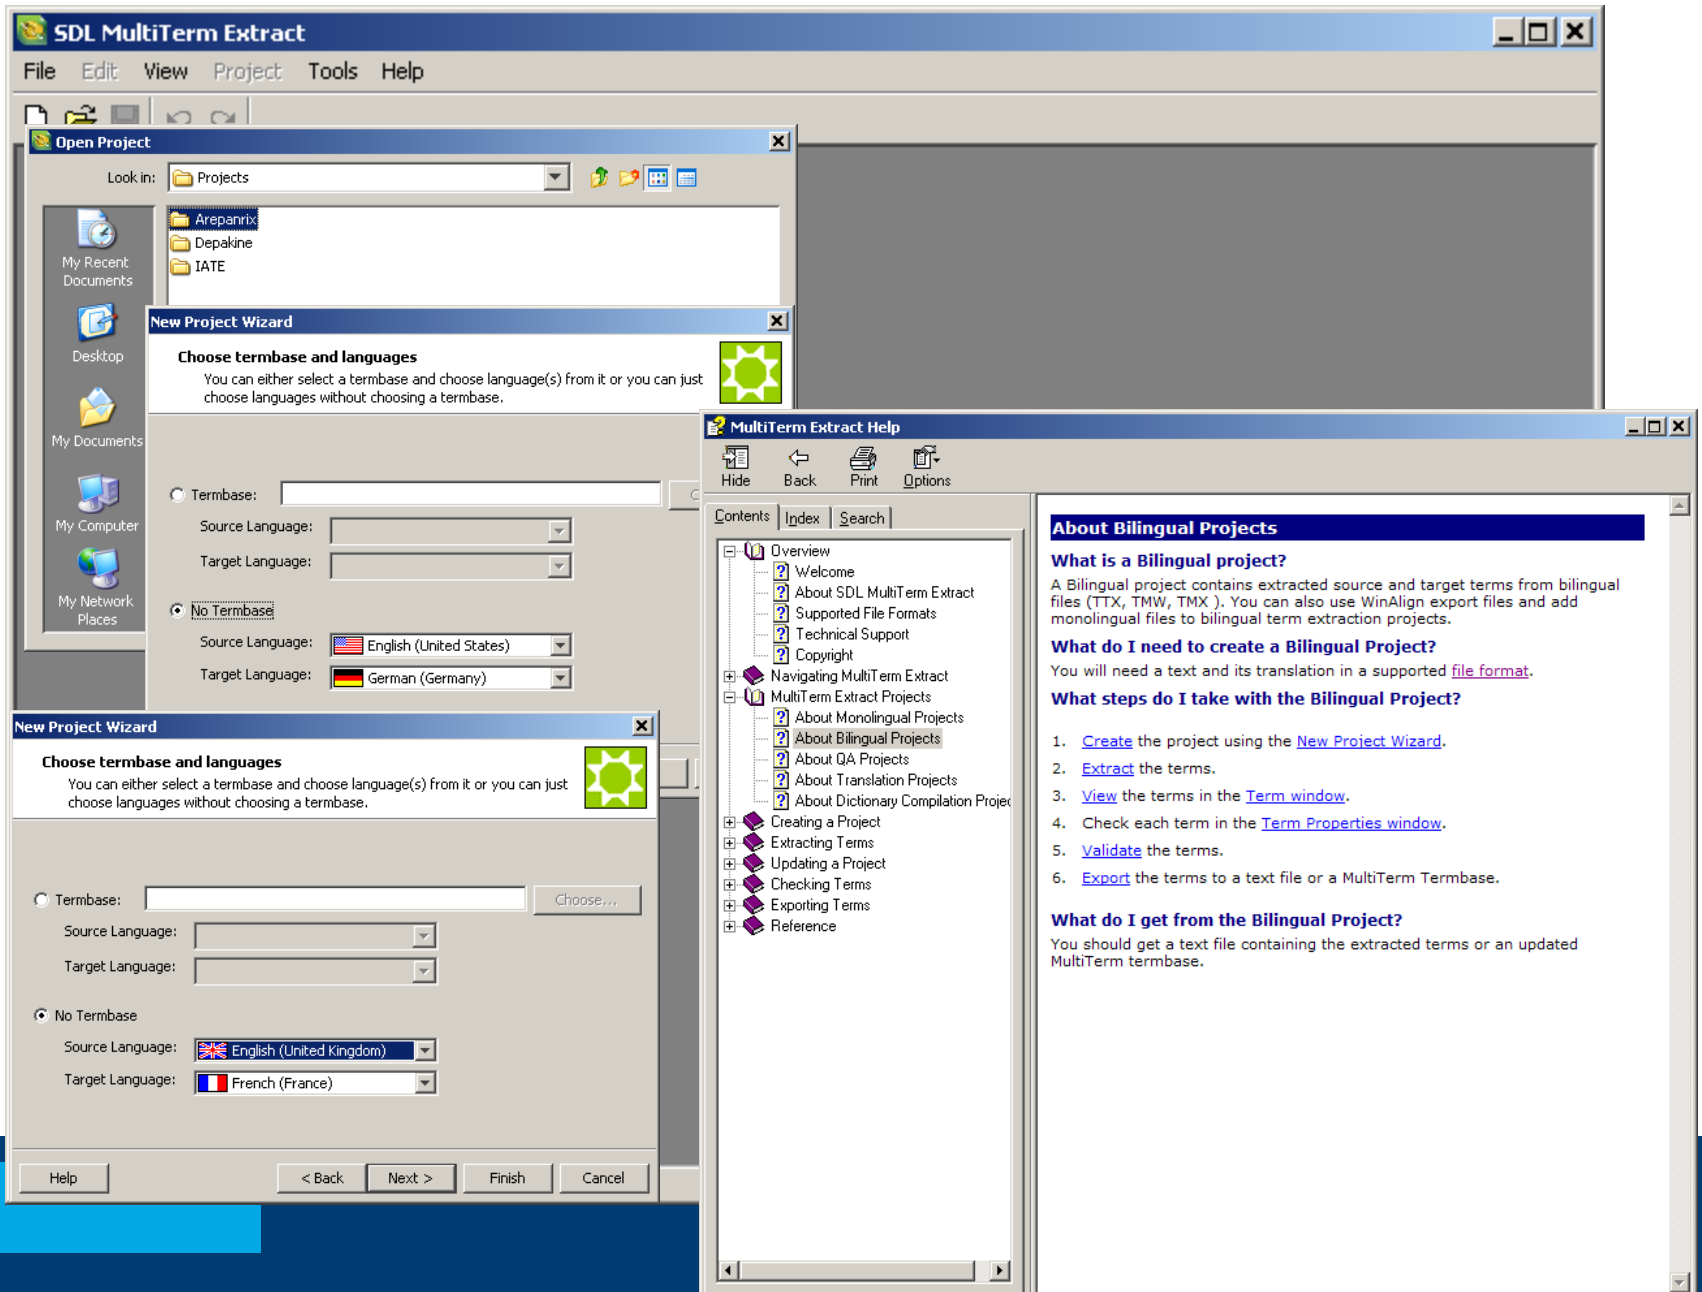 SDL MultiTerm Extract
File Edit View Project Tools Help
Open Project
Look in: Projects
My Recent
Documents
Desktop
My Documents
My Computer
My Network
Places
Arepanrix
Depakine
IATE
New Project Wizard
Choose termbase and languages
You can either select a termbase and choose language(s) from it or you can just
choose languages without choosing a termbase.
Termbase:
Source Language:
Target Language:
No Termbase
Source Language: English (United States)
Target Language: German (Germany)
New Project Wizard
Choose termbase and languages
You can either select a termbase and choose language(s) from it or you can just
choose languages without choosing a termbase.
Termbase: Choose...
Source Language:
Target Language:
No Termbase
Source Language: English (United Kingdom)
Target Language: French (France)
Help < Back Next > Finish Cancel
MultiTerm Extract Help
Hide Back Print Options
Contents Index Search
Overview
Welcome
About SDL MultiTerm Extract
Supported File Formats
Technical Support
Copyright
Navigating MultiTerm Extract
MultiTerm Extract Projects
About Monolingual Projects
About Bilingual Projects
About QA Projects
About Translation Projects
About Dictionary Compilation Projec
Creating a Project
Extracting Terms
Updating a Project
Checking Terms
Exporting Terms
Reference
About Bilingual Projects
What is a Bilingual project?
A Bilingual project contains extracted source and target terms from bilingual
files (TTX, TMW, TMX ). You can also use WinAlign export files and add
monolingual files to bilingual term extraction projects.
What do I need to create a Bilingual Project?
You will need a text and its translation in a supported file format.
What steps do I take with the Bilingual Project?
1. Create the project using the New Project Wizard.
2. Extract the terms.
3. View the terms in the Term window.
4. Check each term in the Term Properties window.
5. Validate the terms.
6. Export the terms to a text file or a MultiTerm Termbase.
What do I get from the Bilingual Project?
You should get a text file containing the extracted terms or an updated
MultiTerm termbase.